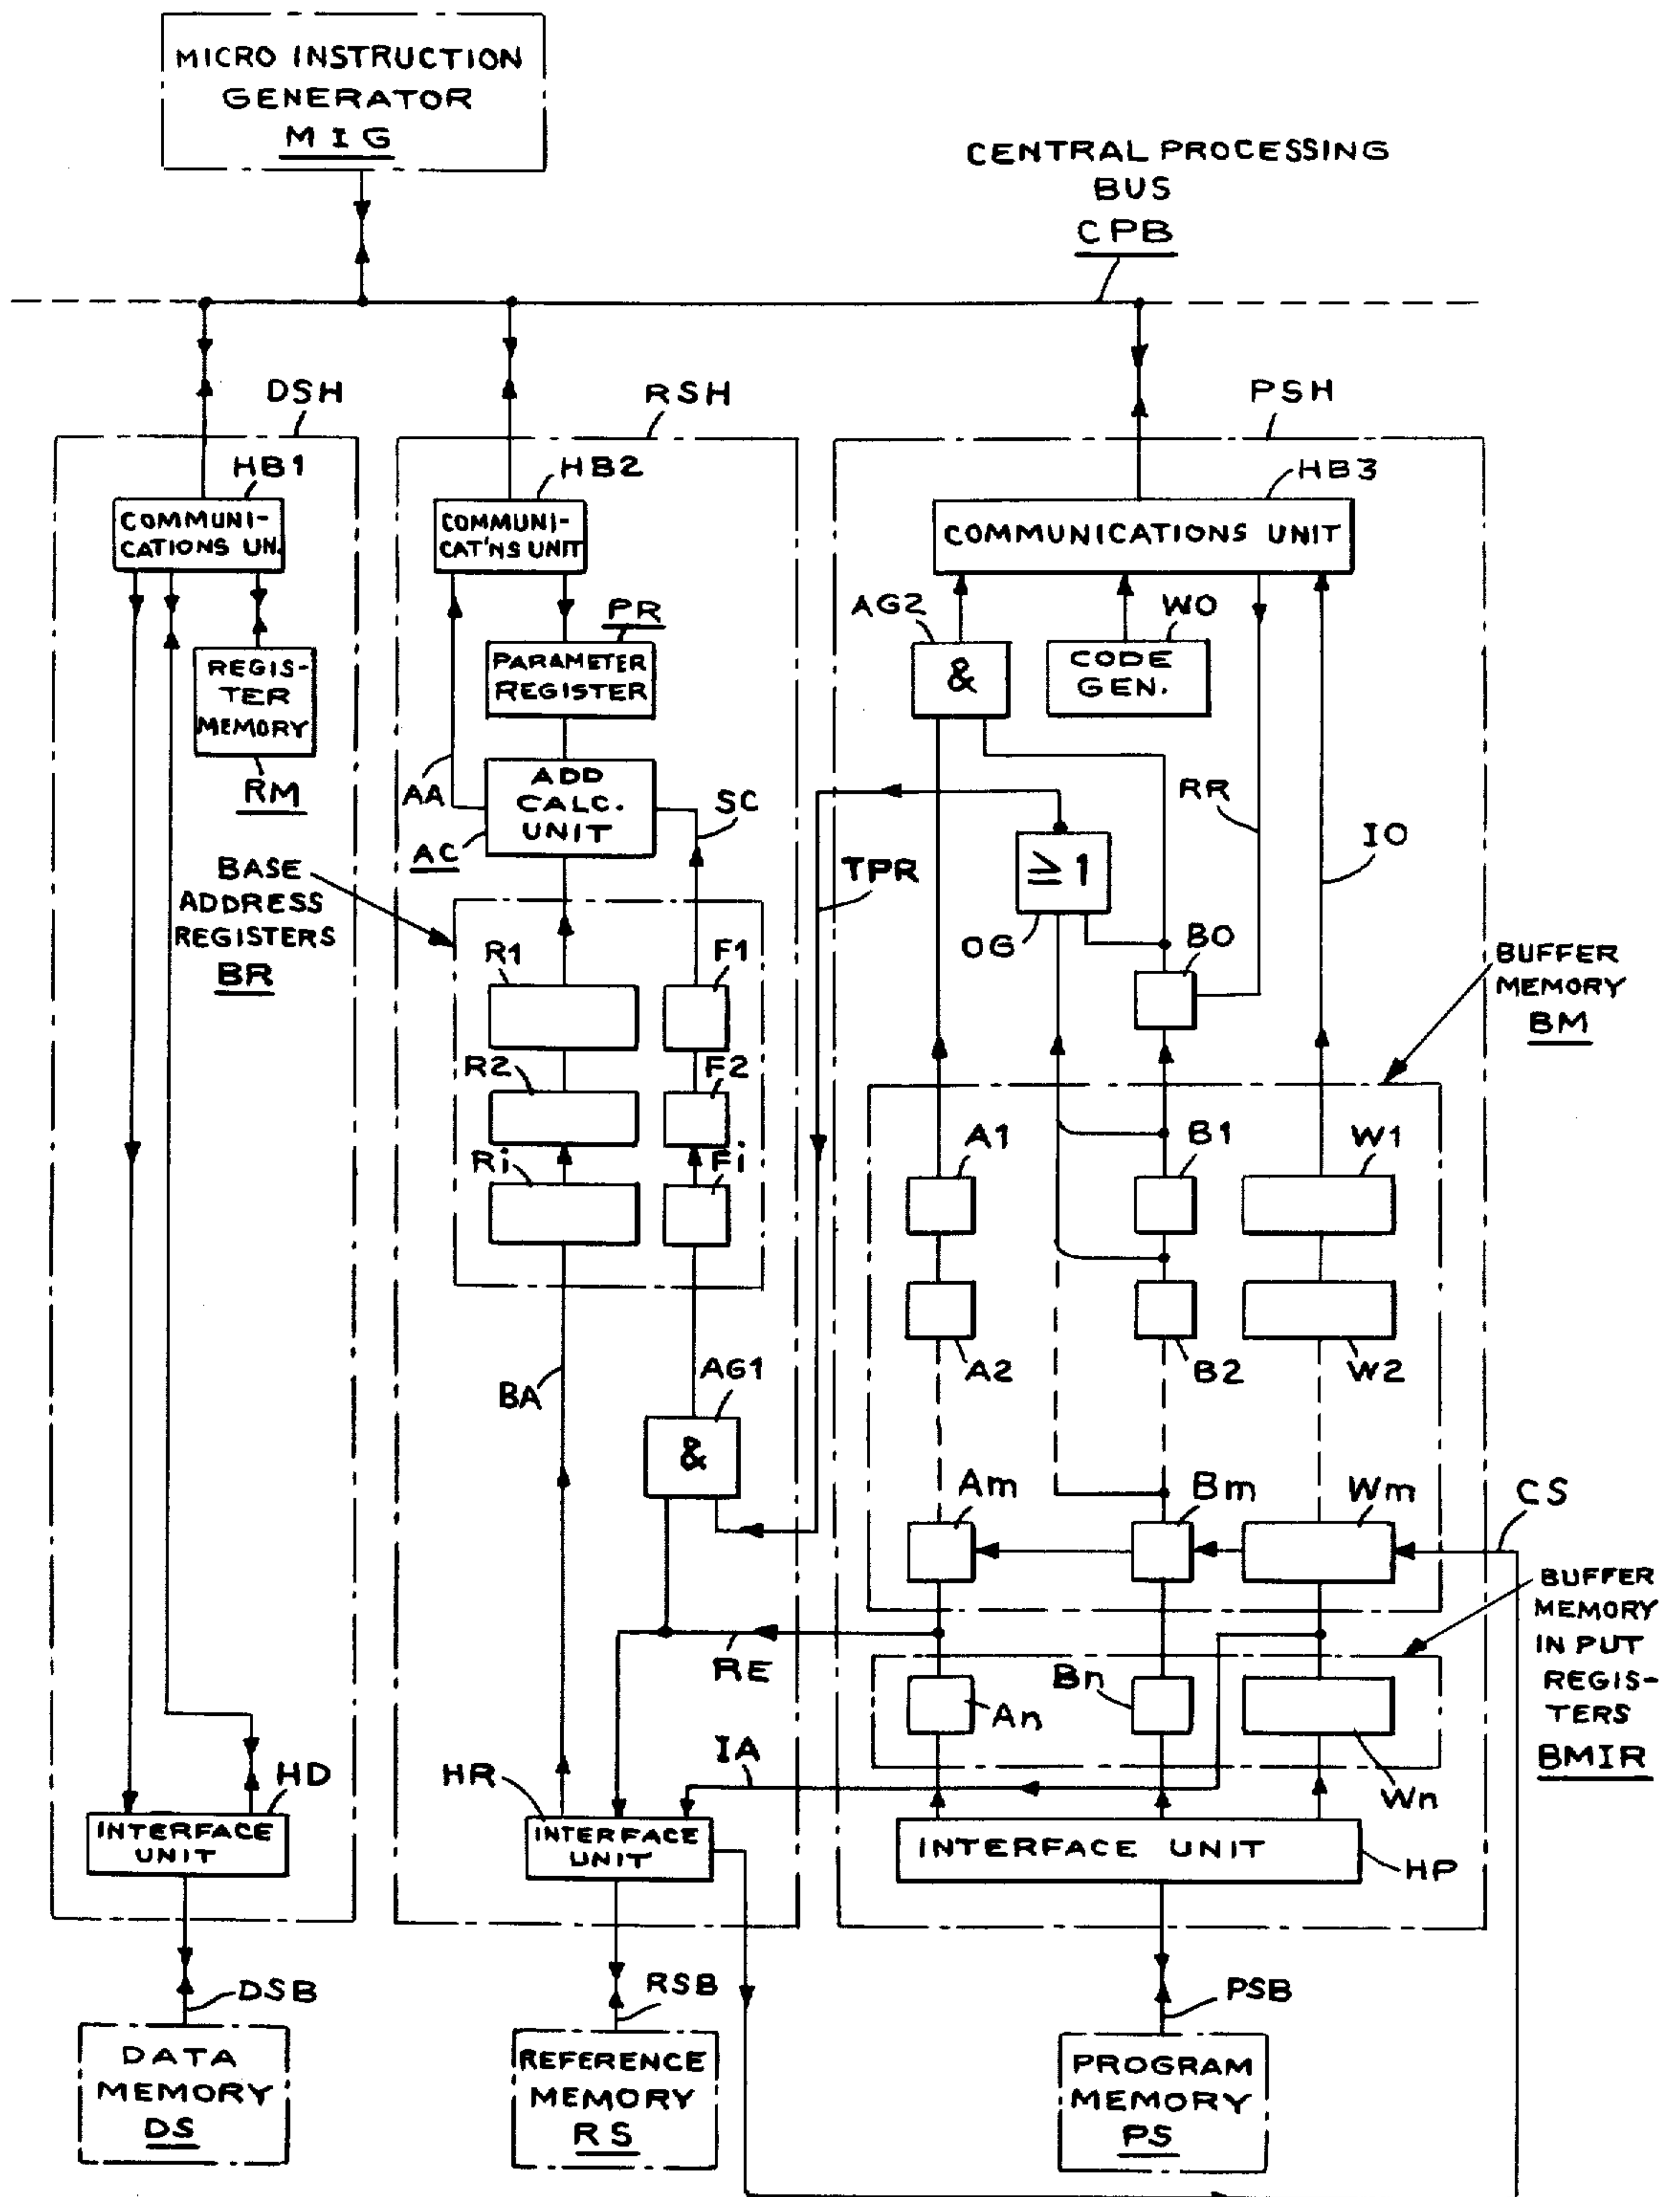 MICRO INSTRUCTION
GENERATOR
MIG
CENTRAL PROCESSING
BUS
CPB
DSH
RSH
PSH
HB1
HB2
HB3
COMMUNI-
CATIONS UN.
COMMUNI-
CAT'NS UNIT
COMMUNICATIONS UNIT
AG2
WO
PR
REGIS-
TER
MEMORY
RM
PARAMETER
REGISTER
&
CODE
GEN.
AA
ADD
CALC.
UNIT
AC
SC
RR
IO
TPR
≥1
OG
BO
BASE
ADDRESS
REGISTERS
BR
BUFFER
MEMORY
BM
R1
F1
R2
F2
Ri
Fi
A1
B1
W1
A2
B2
W2
BA
AG1
&
Am
Bm
Wm
CS
BUFFER
MEMORY
IN PUT
REGIS-
TERS
BMIR
RE
An
Bn
Wn
IA
HD
HR
HP
INTERFACE
UNIT
INTERFACE
UNIT
INTERFACE UNIT
DSB
RSB
PSB
DATA
MEMORY
DS
REFERENCE
MEMORY
RS
PROGRAM
MEMORY
PS